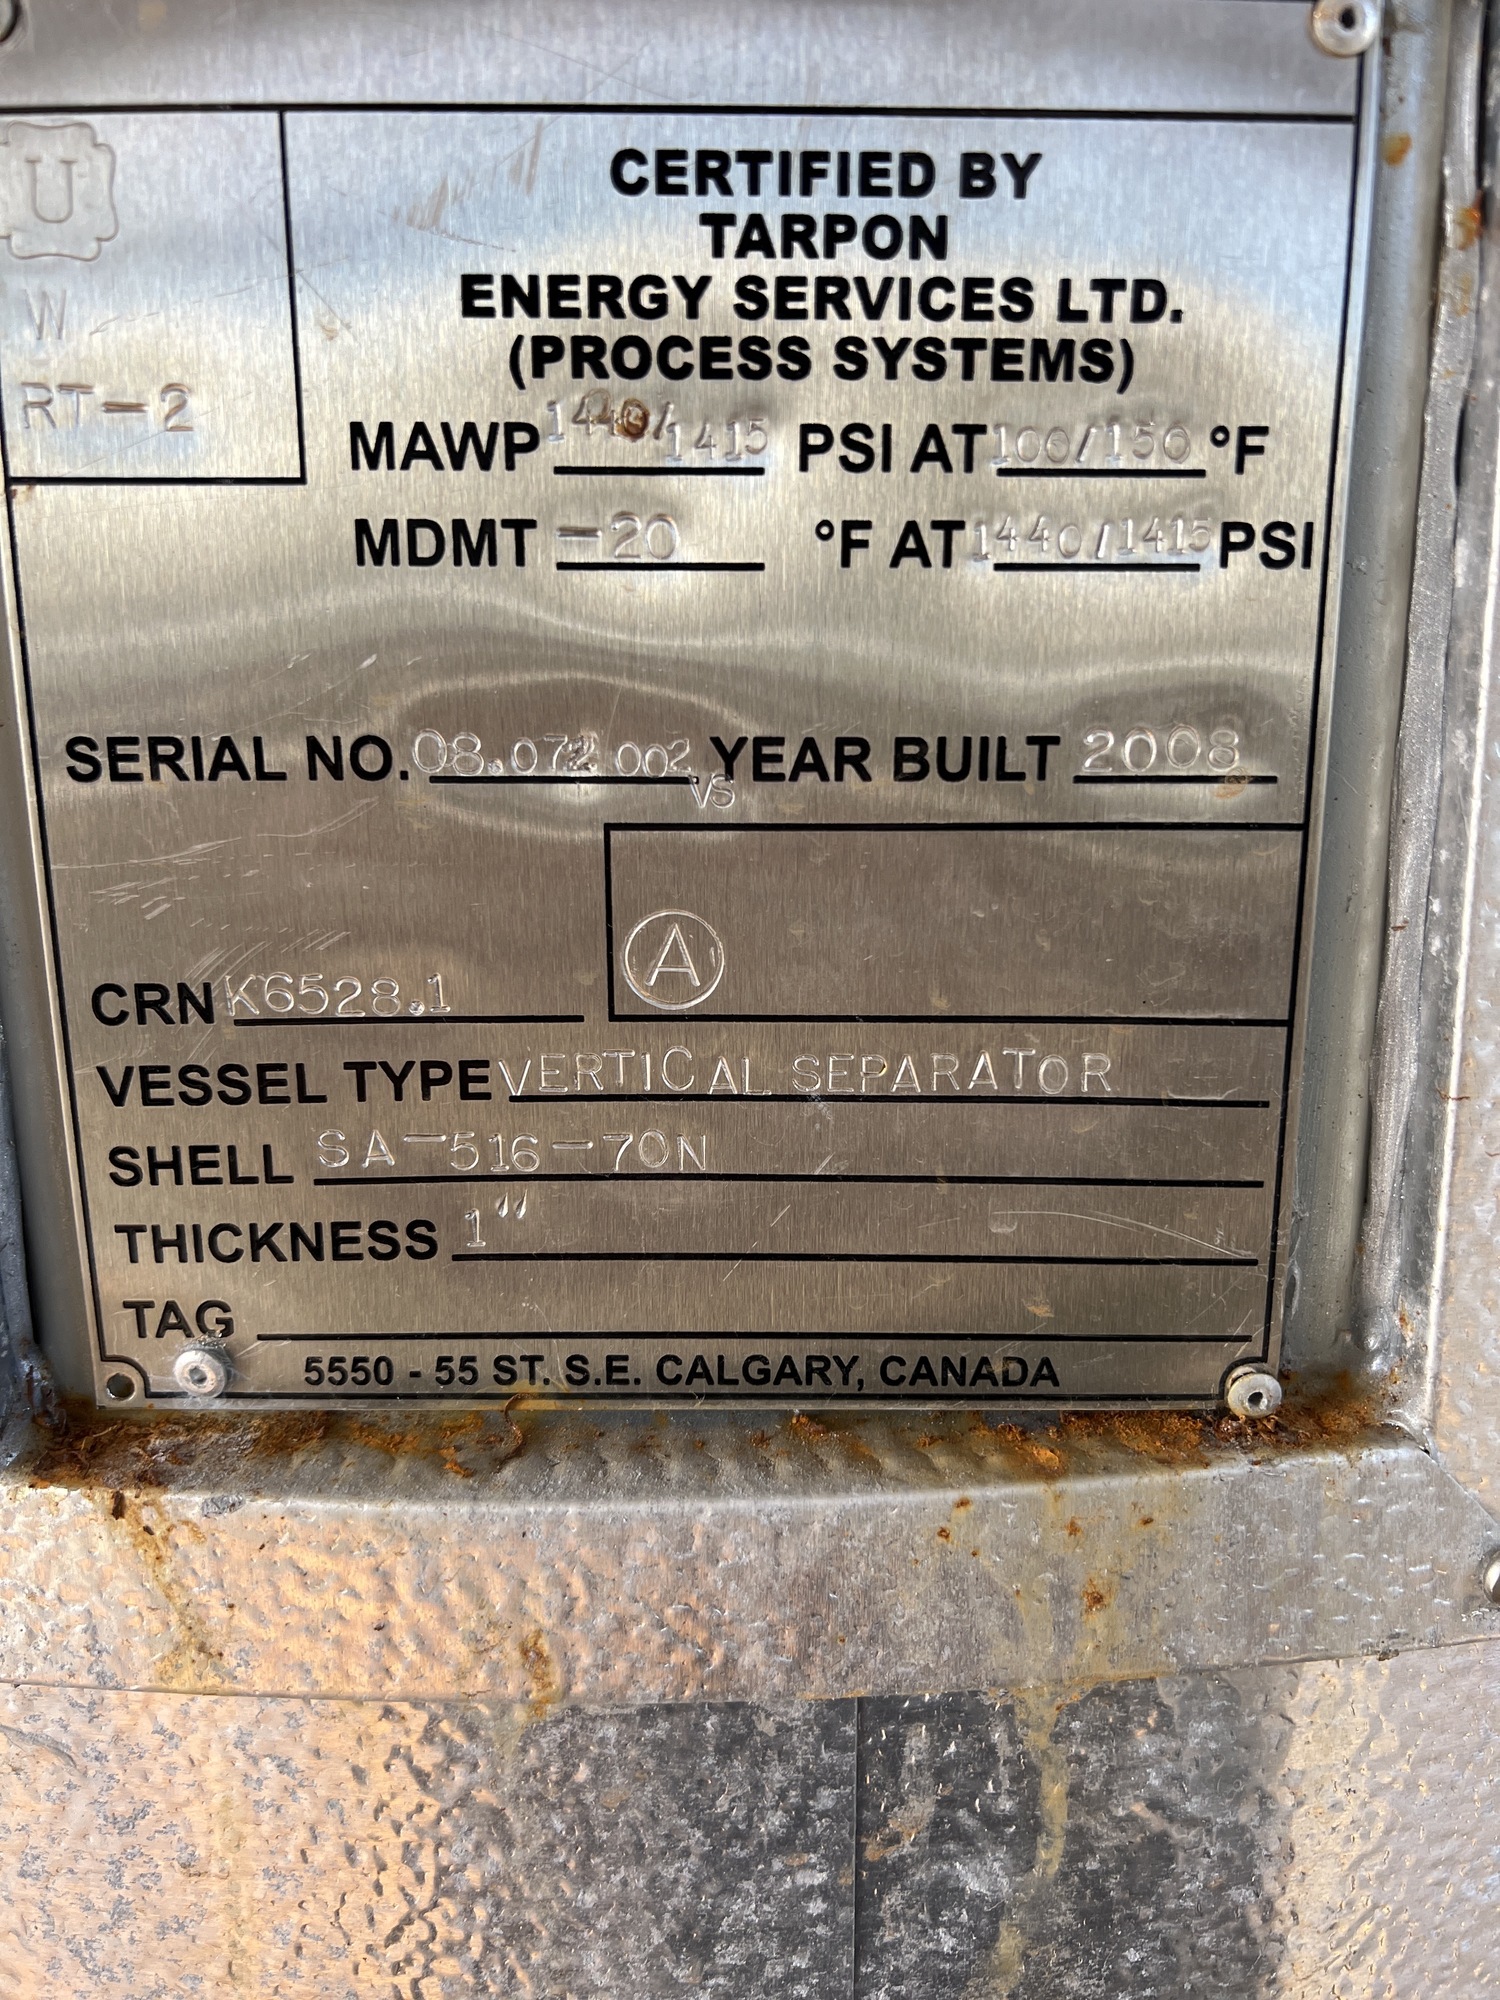 U
W
RT-2
CERTIFIED BY
TARPON
ENERGY SERVICES LTD.
(PROCESS SYSTEMS)
MAWP 1440/1415 PSI AT 100/150 °F
MDMT -20 °F AT 1440/1415 PSI
SERIAL NO. 08.072 002 VS YEAR BUILT 2008
A
CRN K6528.1
VESSEL TYPE VERTICAL SEPARATOR
SHELL SA-516-70N
THICKNESS 1"
TAG
5550 - 55 ST. S.E. CALGARY, CANADA